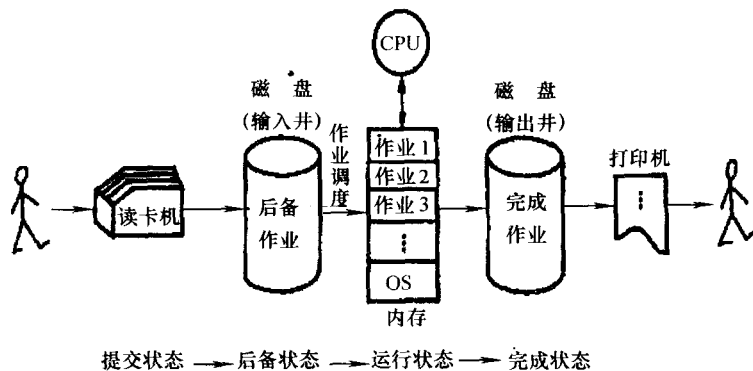 CPU
磁 盘
(输入井)
磁 盘
(输出井)
作业调度
作业 1
作业 2
作业 3
⋮
OS
内存
打印机
⋮
读卡机
后备
作业
完成
作业
提交状态 → 后备状态 → 运行状态 → 完成状态